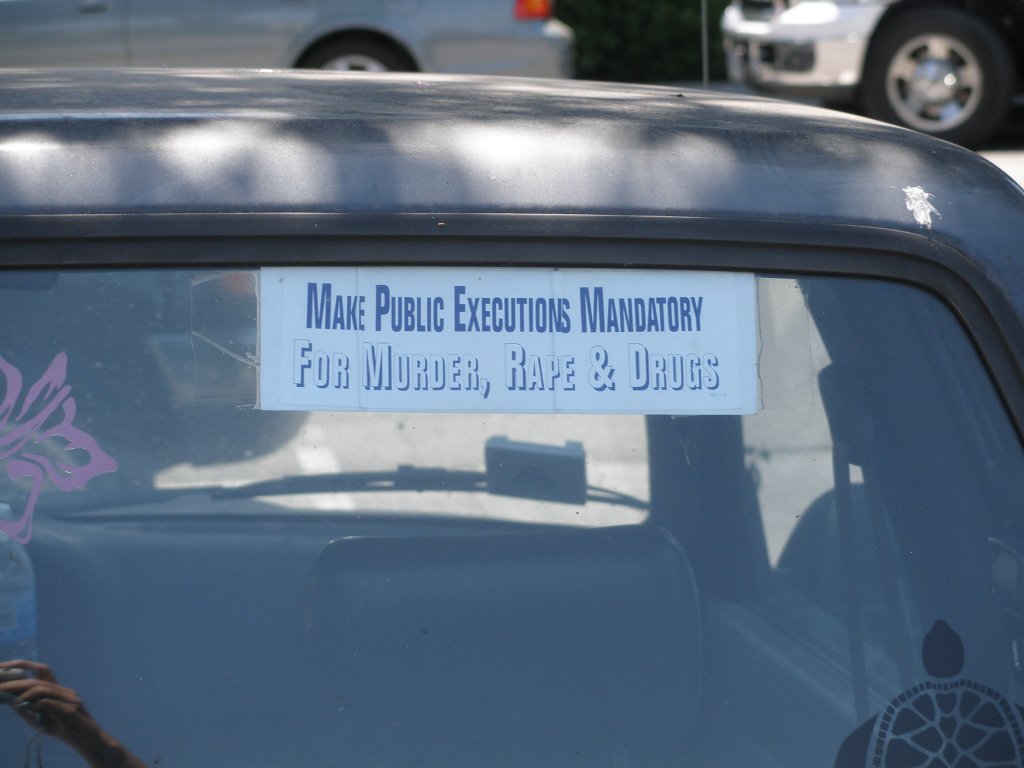 Make Public Executions Mandatory
For Murder, Rape & Drugs